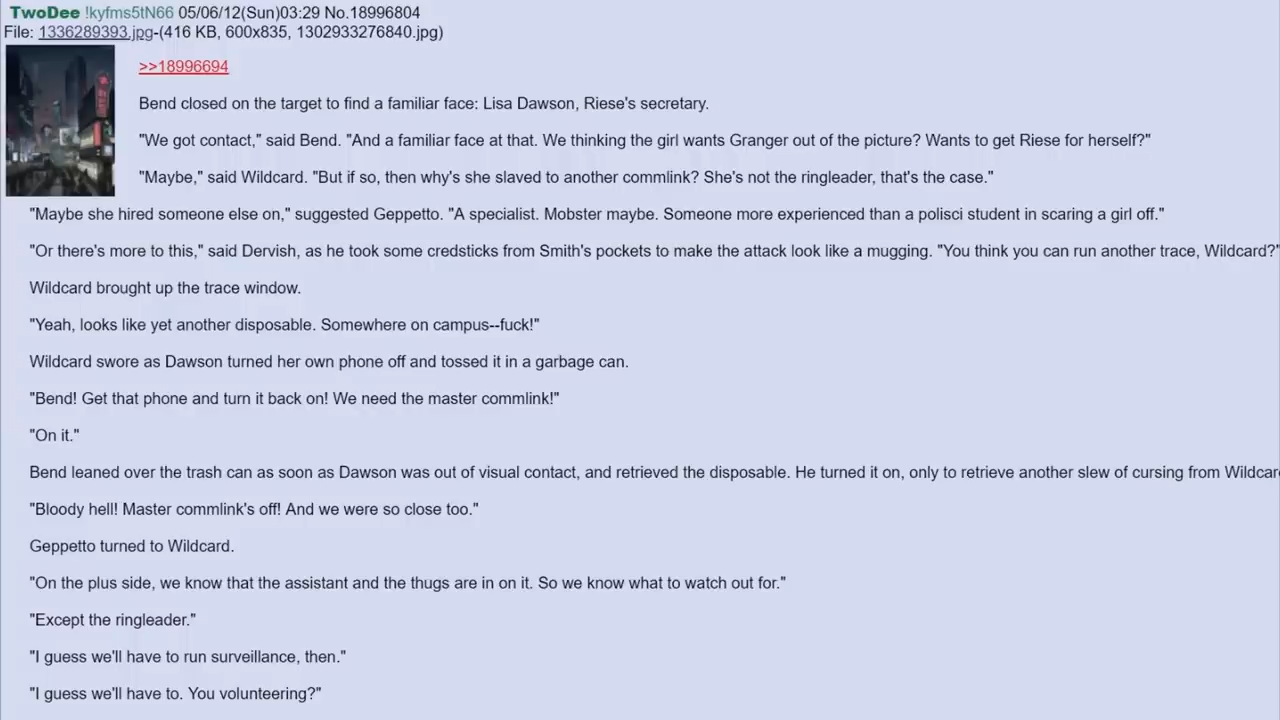 TwoDee !kyfms5tN66 05/06/12(Sun)03:29 No.18996804
File: 1336289393.jpg-(416 KB, 600x835, 1302933276840.jpg)
>>18996694
Bend closed on the target to find a familiar face: Lisa Dawson, Riese's secretary.
"We got contact," said Bend. "And a familiar face at that. We thinking the girl wants Granger out of the picture? Wants to get Riese for herself?"
"Maybe," said Wildcard. "But if so, then why's she slaved to another commlink? She's not the ringleader, that's the case."
"Maybe she hired someone else on," suggested Geppetto. "A specialist. Mobster maybe. Someone more experienced than a polisci student in scaring a girl off."
"Or there's more to this," said Dervish, as he took some credsticks from Smith's pockets to make the attack look like a mugging. "You think you can run another trace, Wildcard?"
Wildcard brought up the trace window.
"Yeah, looks like yet another disposable. Somewhere on campus--fuck!"
Wildcard swore as Dawson turned her own phone off and tossed it in a garbage can.
"Bend! Get that phone and turn it back on! We need the master commlink!"
"On it."
Bend leaned over the trash can as soon as Dawson was out of visual contact, and retrieved the disposable. He turned it on, only to retrieve another slew of cursing from Wildcar
"Bloody hell! Master commlink's off! And we were so close too."
Geppetto turned to Wildcard.
"On the plus side, we know that the assistant and the thugs are in on it. So we know what to watch out for."
"Except the ringleader."
"I guess we'll have to run surveillance, then."
"I guess we'll have to. You volunteering?"